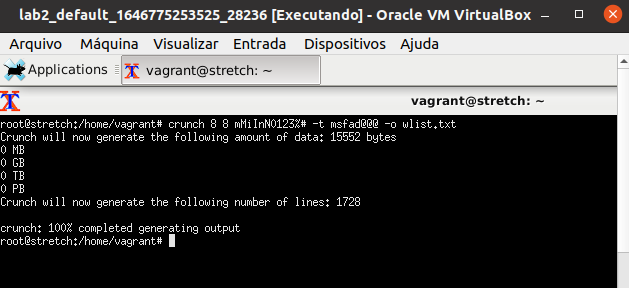 lab2_default_1646775253525_28236 [Executando] - Oracle VM VirtualBox
Arquivo Máquina Visualizar Entrada Dispositivos Ajuda
Applications vagrant@stretch: ~
vagrant@stretch: ~
root@stretch:/home/vagrant# crunch 8 8 mMiInN0123%# -t msfad@@@ -o wlist.txt
Crunch will now generate the following amount of data: 15552 bytes
0 MB
0 GB
0 TB
0 PB
Crunch will now generate the following number of lines: 1728
crunch: 100% completed generating output
root@stretch:/home/vagrant#